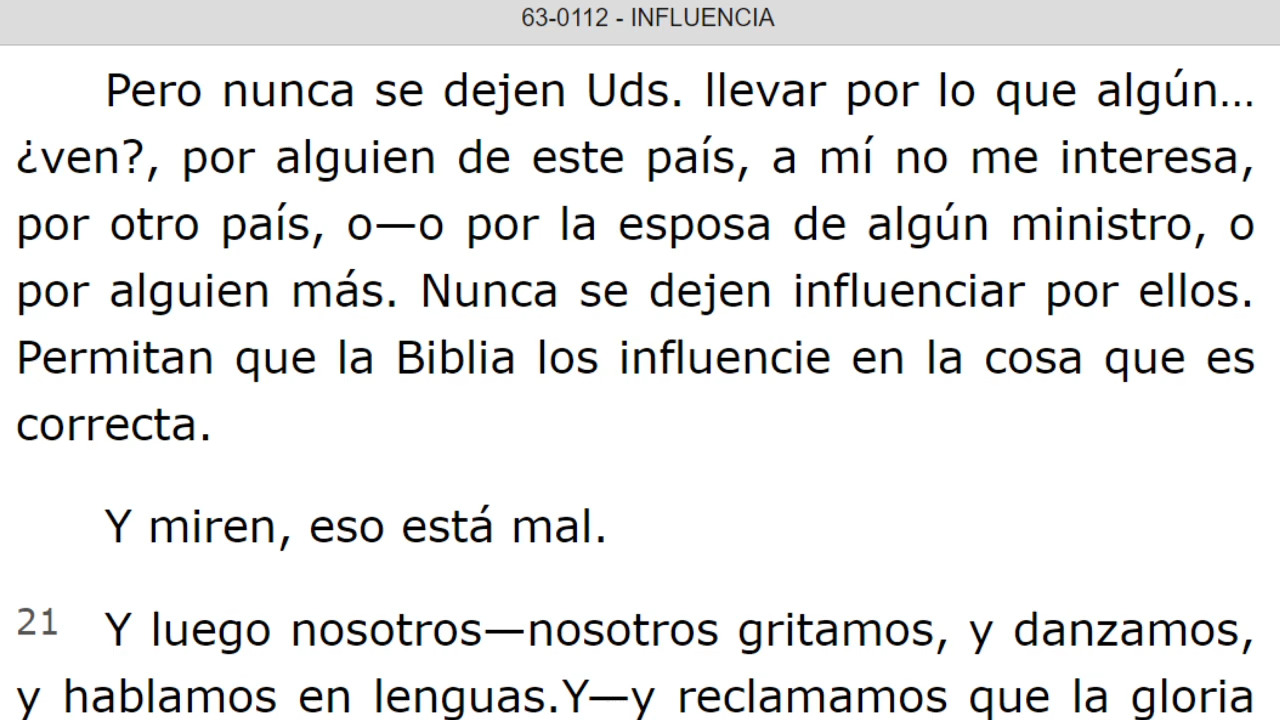 63-0112 - INFLUENCIA
Pero nunca se dejen Uds. llevar por lo que algún…
¿ven?, por alguien de este país, a mí no me interesa,
por otro país, o—o por la esposa de algún ministro, o
por alguien más. Nunca se dejen influenciar por ellos.
Permitan que la Biblia los influencie en la cosa que es
correcta.
Y miren, eso está mal.
21 Y luego nosotros—nosotros gritamos, y danzamos,
y hablamos en lenguas.Y—y reclamamos que la gloria